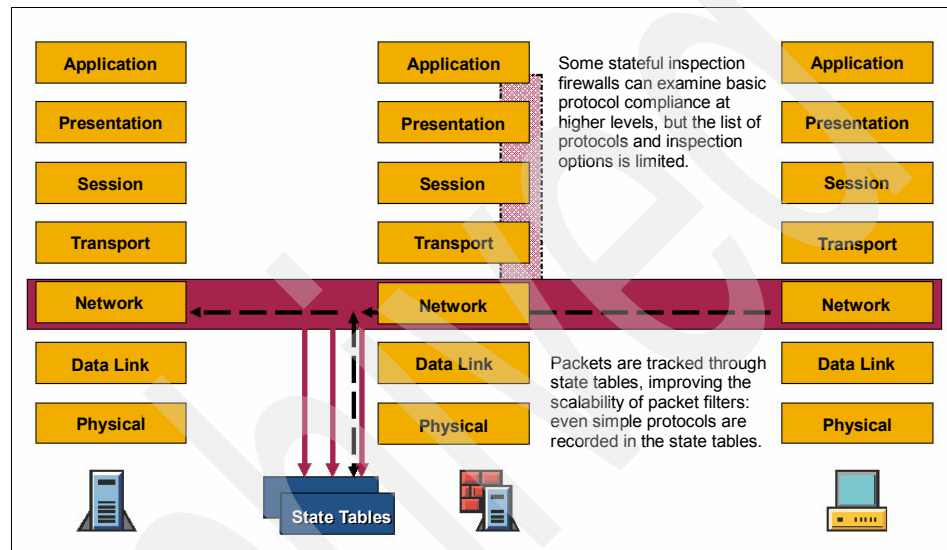 Application
Application
Application
Some stateful inspection
firewalls can examine basic
protocol compliance at
higher levels, but the list of
protocols and inspection
options is limited.
Presentation
Presentation
Presentation
Session
Session
Session
Transport
Transport
Transport
Network
Network
Network
Data Link
Data Link
Data Link
Packets are tracked through
state tables, improving the
scalability of packet filters:
even simple protocols are
recorded in the state tables.
Physical
Physical
Physical
State Tables